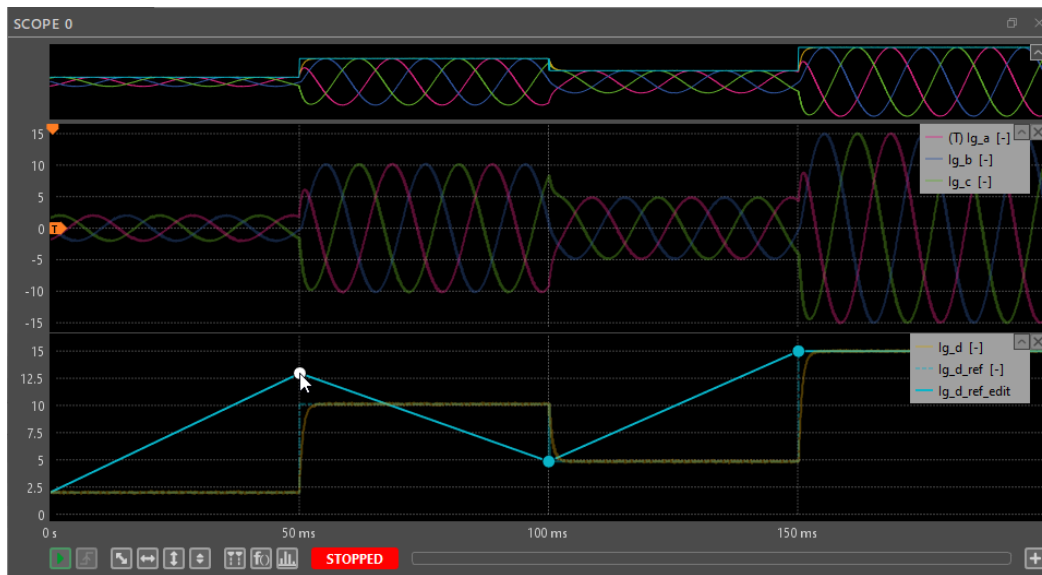 SCOPE 0
15
10
5
0
-5
-10
-15
T
(T) Ig_a [-]
Ig_b [-]
Ig_c [-]
15
12.5
10
7.5
5
2.5
0
Ig_d [-]
Ig_d_ref [-]
Ig_d_ref_edit
0 s
50 ms
100 ms
150 ms
f()
STOPPED